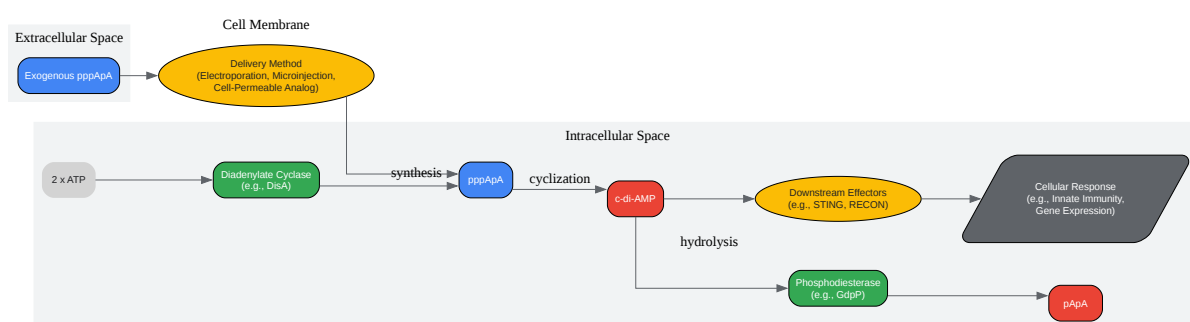 Cell Membrane
Extracellular Space
Exogenous pppApA
Delivery Method
(Electroporation, Microinjection,
Cell-Permeable Analog)
Intracellular Space
2 x ATP
Diadenylate Cyclase
(e.g., DisA)
synthesis
pppApA
cyclization
c-di-AMP
Downstream Effectors
(e.g., STING, RECON)
Cellular Response
(e.g., Innate Immunity,
Gene Expression)
hydrolysis
Phosphodiesterase
(e.g., GdpP)
pApA